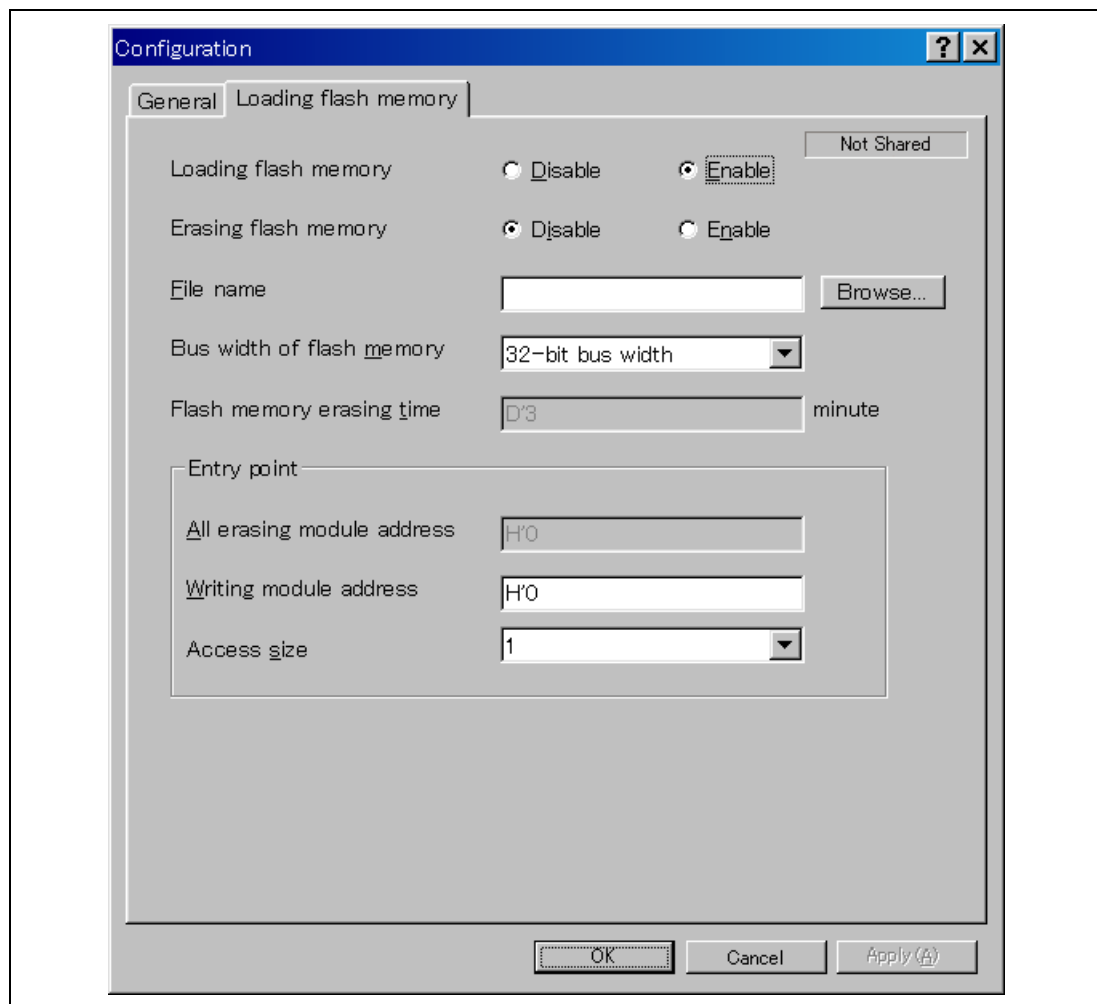 Configuration
General Loading flash memory
Not Shared
Loading flash memory Disable Enable
Erasing flash memory Disable Enable
File name Browse...
Bus width of flash memory 32-bit bus width
Flash memory erasing time D'3 minute
Entry point
All erasing module address H'0
Writing module address H'0
Access size 1
OK Cancel Apply(A)